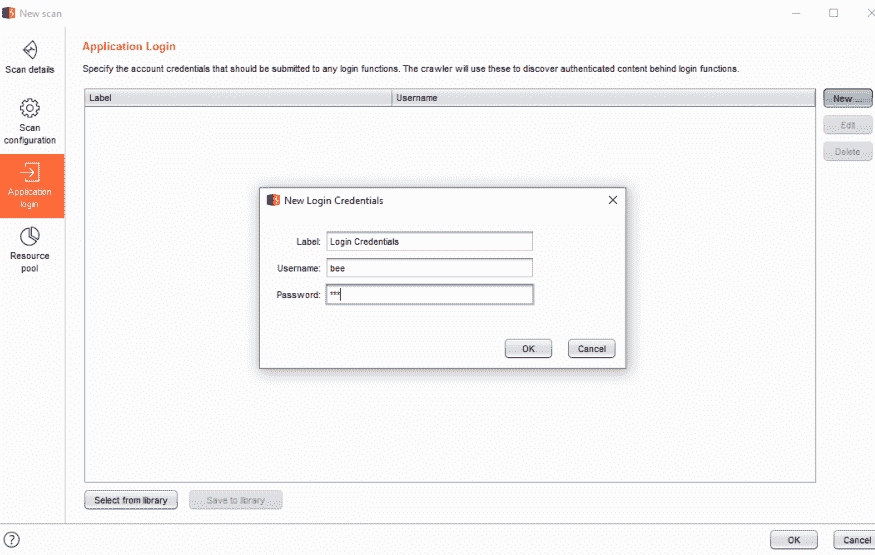 New scan
Scan details
Scan
configuration
Application
login
Resource
pool
Application Login
Specify the account credentials that should be submitted to any login functions. The crawler will use these to discover authenticated content behind login functions.
Label Username
New ...
Edit
Delete
New Login Credentials
Label: Login Credentials
Username: bee
Password: ***
OK Cancel
Select from library Save to library
? OK Cancel